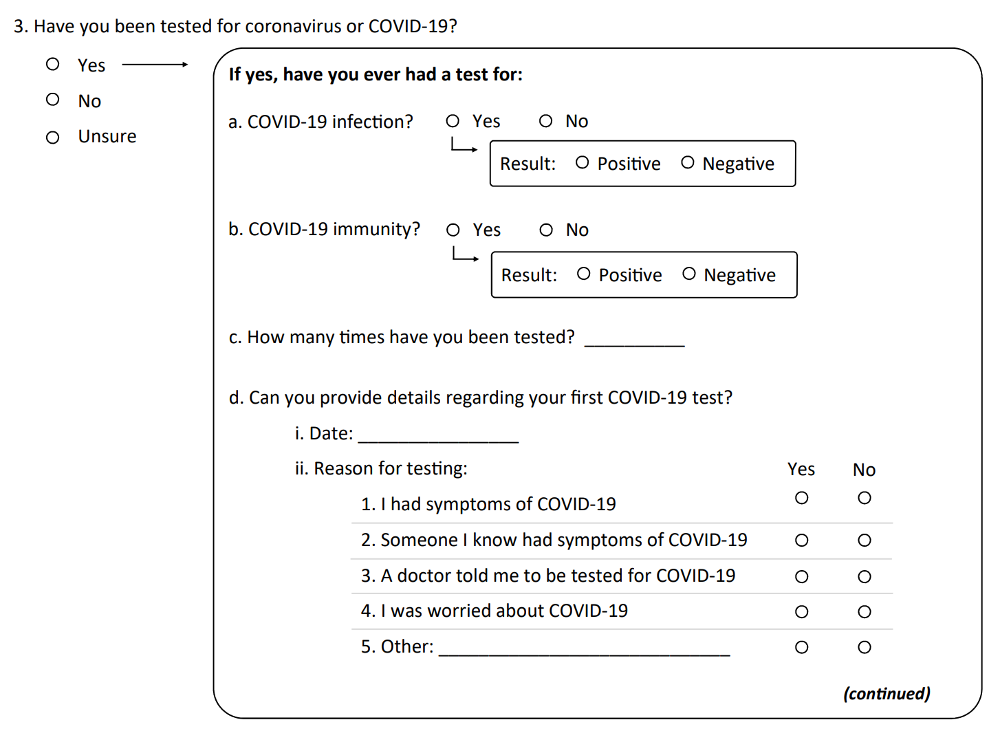 3. Have you been tested for coronavirus or COVID-19?
Yes
No
Unsure
If yes, have you ever had a test for:
a. COVID-19 infection? Yes No
Result: Positive Negative
b. COVID-19 immunity? Yes No
Result: Positive Negative
c. How many times have you been tested? __________
d. Can you provide details regarding your first COVID-19 test?
i. Date: ________________
ii. Reason for testing: Yes No
1. I had symptoms of COVID-19
2. Someone I know had symptoms of COVID-19
3. A doctor told me to be tested for COVID-19
4. I was worried about COVID-19
5. Other: _____________________________
(continued)